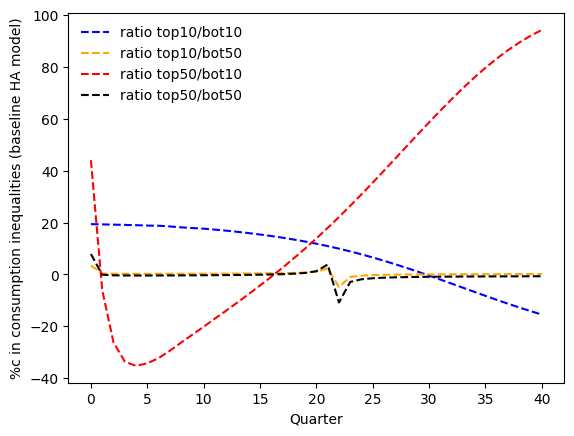 %c in consumption inequalities (baseline HA model)
100
80
60
40
20
0
−20
−40
ratio top10/bot10
ratio top10/bot50
ratio top50/bot10
ratio top50/bot50
0 5 10 15 20 25 30 35 40
Quarter